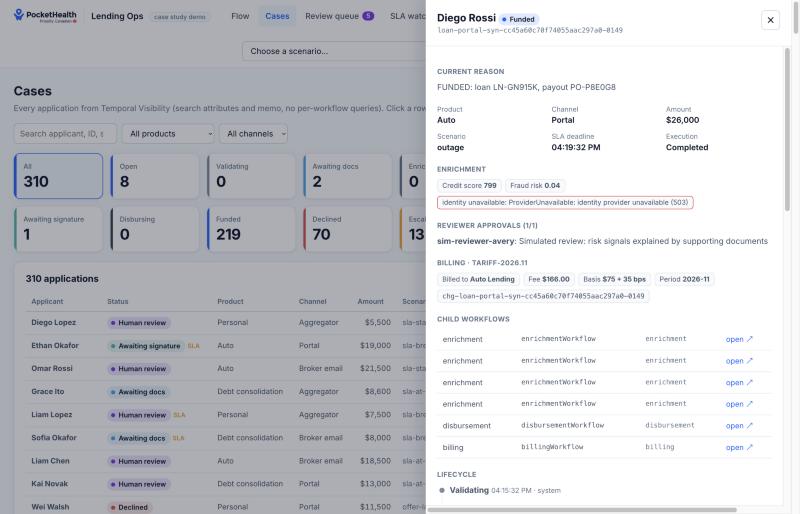 PocketHealth
Proudly Canadian
Lending Ops
case study demo
Flow
Cases
Review queue 5
SLA watc
Choose a scenario...
Cases
Every application from Temporal Visibility (search attributes and memo, no per-workflow queries). Click a row
Search applicant, ID, s
All products
All channels
All
310
Open
8
Validating
0
Awaiting docs
2
Enric
0
Awaiting signature
1
Disbursing
0
Funded
219
Declined
70
Escal
13
310 applications
Applicant Status Product Channel Amount Scenar
Diego Lopez Human review Personal Aggregator $5,500 sla-sta
Ethan Okafor Awaiting signature SLA Auto Portal $19,000 sla-bre
Omar Rossi Human review Auto Broker email $21,500 sla-sta
Grace Ito Awaiting docs Debt consolidation Aggregator $8,600 sla-at-
Liam Lopez Human review SLA Personal Aggregator $7,500 sla-bre
Sofia Okafor Awaiting docs SLA Debt consolidation Portal $8,000 sla-bre
Liam Chen Human review Auto Broker email $18,500 sla-at-
Kai Novak Human review Debt consolidation Portal $13,000 sla-at-
Wei Walsh Declined Personal Portal $11,500 offer-l
Diego Rossi Funded
loan-portal-syn-cc45a60c70f74055aac297a0-0149
×
CURRENT REASON
FUNDED: loan LN-GN915K, payout PO-P8E0G8
Product Channel Amount
Auto Portal $26,000
Scenario SLA deadline Execution
outage 04:19:32 PM Completed
ENRICHMENT
Credit score 799 Fraud risk 0.04
identity unavailable: ProviderUnavailable: identity provider unavailable (503)
REVIEWER APPROVALS (1/1)
sim-reviewer-avery: Simulated review: risk signals explained by supporting documents
BILLING · TARIFF-2026.11
Billed to Auto Lending Fee $166.00 Basis $75 + 35 bps Period 2026-11
chg-loan-portal-syn-cc45a60c70f74055aac297a0-0149
CHILD WORKFLOWS
enrichment enrichmentWorkflow enrichment open ↗
enrichment enrichmentWorkflow enrichment open ↗
enrichment enrichmentWorkflow enrichment open ↗
enrichment enrichmentWorkflow enrichment open ↗
disbursement disbursementWorkflow disbursement open ↗
billing billingWorkflow billing open ↗
LIFECYCLE
Validating 04:15:32 PM · system